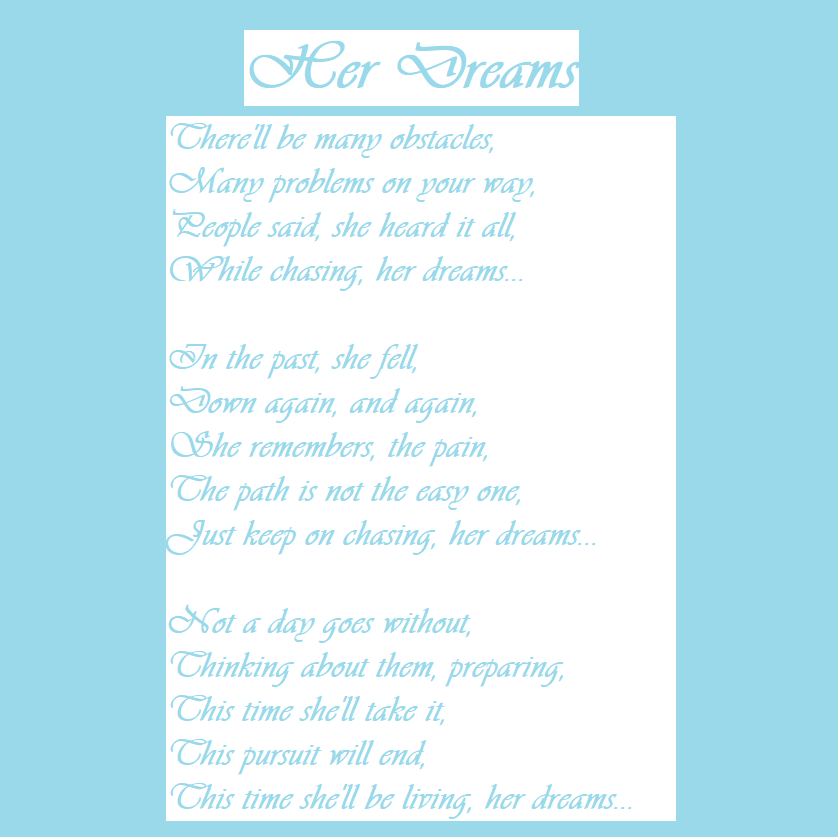 Her Dreams
There'll be many obstacles,
Many problems on your way,
People said, she heard it all,
While chasing, her dreams...
In the past, she fell,
Down again, and again,
She remembers, the pain,
The path is not the easy one,
Just keep on chasing, her dreams...
Not a day goes without,
Thinking about them, preparing,
This time she'll take it,
This pursuit will end,
This time she'll be living, her dreams...